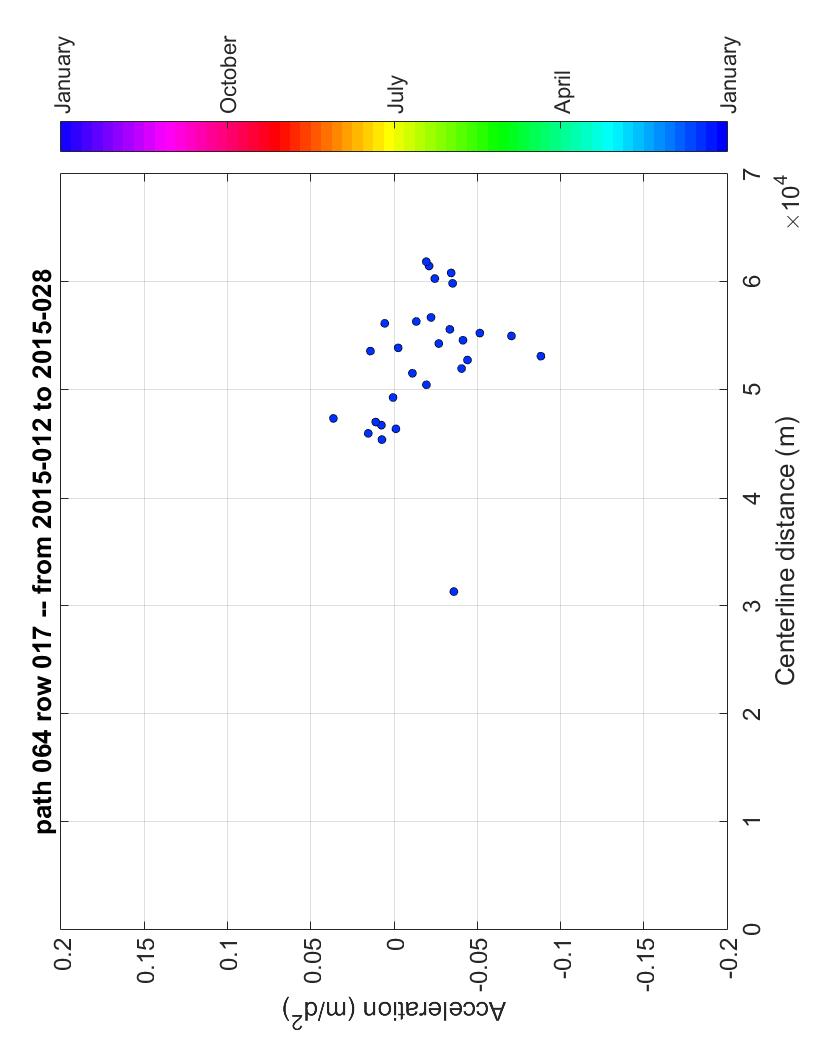 path 064 row 017 -- from 2015-012 to 2015-028
0.2
0.15
0.1
0.05
0
-0.05
-0.1
-0.15
-0.2
Acceleration (m/d²)
0 1 2 3 4 5 6 7
×10⁴
Centerline distance (m)
January
October
July
April
January